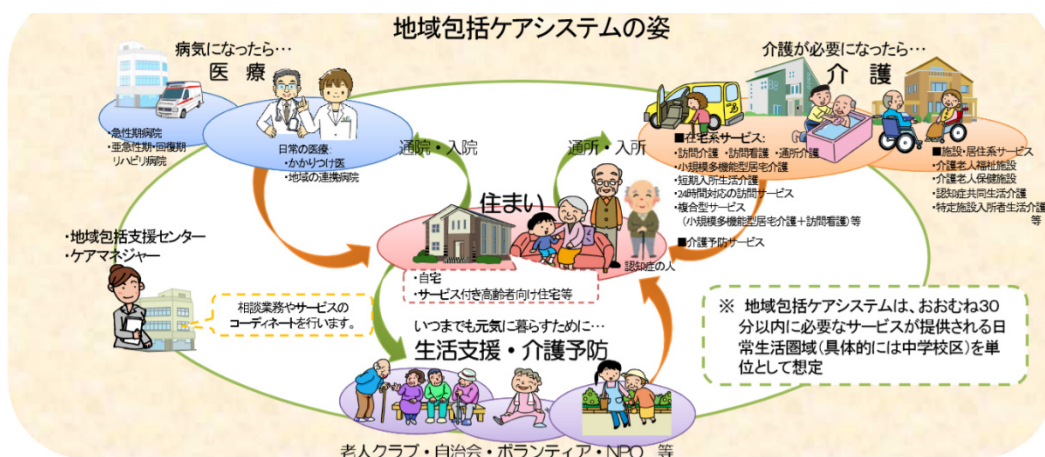 地域包括ケアシステムの姿
病気になったら…
医 療
・急性期病院
・亜急性期・回復期
リハビリ病院
日常の医療:
・かかりつけ医
・地域の連携病院
通院・入院
通所・入所
介護が必要になったら…
介 護
■在宅系サービス:
・訪問介護 ・訪問看護 ・通所介護
・小規模多機能型居宅介護
・短期入所生活介護
・24時間対応の訪問サービス
・複合型サービス
(小規模多機能型居宅介護+訪問看護)等
■介護予防サービス
■施設・居住系サービス
・介護老人福祉施設
・介護老人保健施設
・認知症共同生活介護
・特定施設入所者生活介護
等
住まい
認知症の人
・自宅
・サービス付き高齢者向け住宅等
・地域包括支援センター
・ケアマネジャー
相談業務やサービスの
コーディネートを行います。
いつまでも元気に暮らすために…
生活支援・介護予防
老人クラブ・自治会・ボランティア・NPO 等
※ 地域包括ケアシステムは、おおむね30
分以内に必要なサービスが提供される日
常生活圏域(具体的には中学校区)を単
位として想定